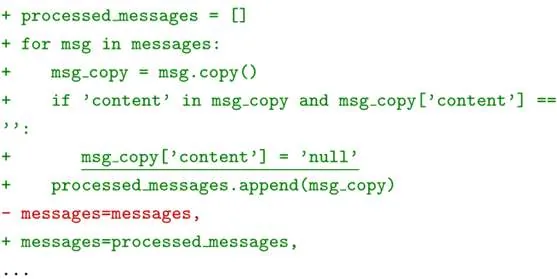 + processed_messages = []
+ for msg in messages:
+ msg_copy = msg.copy()
+ if ’content’ in msg_copy and msg_copy[’content’] ==
’’:
+ msg_copy[’content’] = ’null’
+ processed_messages.append(msg_copy)
- messages=messages,
+ messages=processed_messages,
...